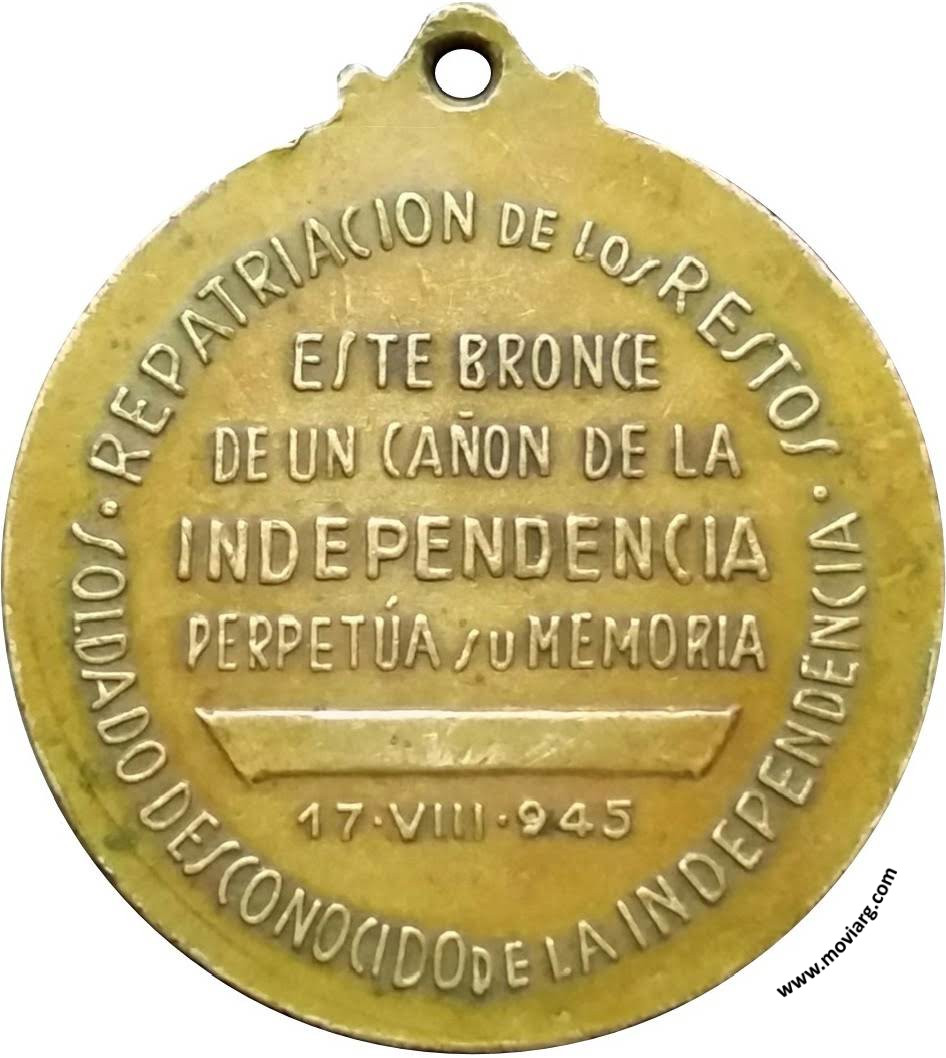 · REPATRIACION DE LOS RESTOS ·
SOLDADO DESCONOCIDO DE LA INDEPENDENCIA
ESTE BRONCE
DE UN CAÑON DE LA
INDEPENDENCIA
PERPETÚA SU MEMORIA
17·VIII·945
www.moviarg.com